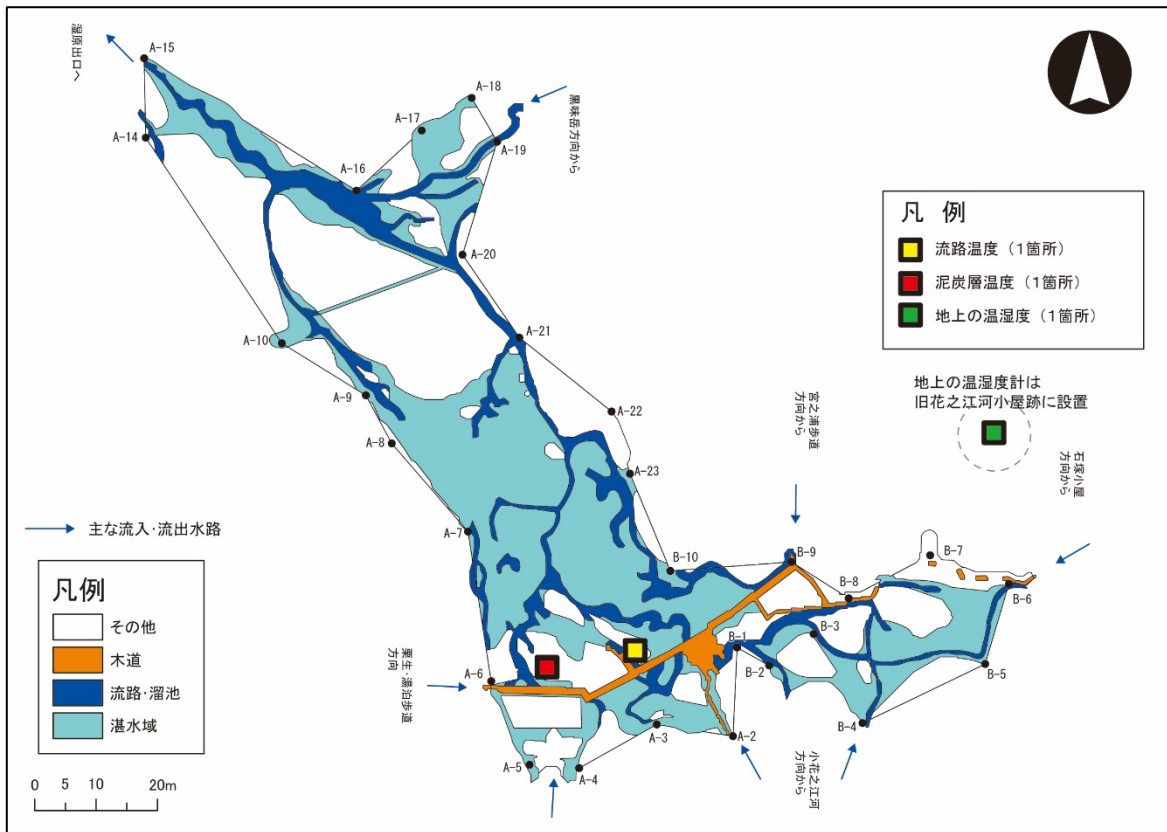 A-15
湿原出口へ
A-14
A-18
A-17
黒味岳方向から
A-19
A-16
A-20
A-21
A-10
A-9
A-8
A-22
A-23
A-7
凡 例
流路温度（1箇所）
泥炭層温度（1箇所）
地上の温湿度（1箇所）
地上の温湿度計は
旧花之江河小屋跡に設置
宮之浦歩道
方向から
石塚小屋
方向から
主な流入・流出水路
凡例
その他
木道
流路・溜池
湛水域
0 5 10 20m
B-10
B-9
B-8
B-7
B-6
B-1
B-3
B-2
B-5
B-4
栗生・湯泊歩道
方向
A-6
A-5
A-4
A-3
A-2
小花之江河
方向から